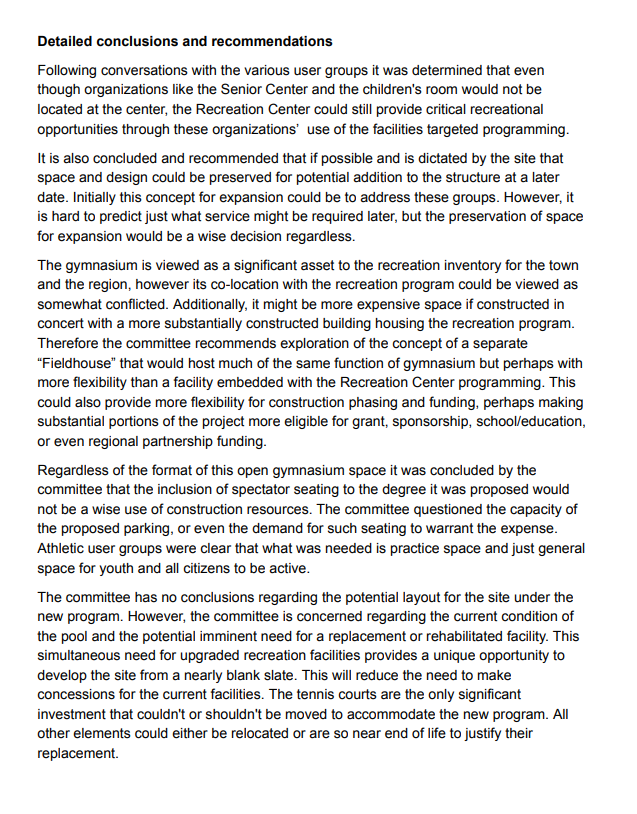 Detailed conclusions and recommendations
Following conversations with the various user groups it was determined that even
though organizations like the Senior Center and the children's room would not be
located at the center, the Recreation Center could still provide critical recreational
opportunities through these organizations’  use of the facilities targeted programming.
It is also concluded and recommended that if possible and is dictated by the site that
space and design could be preserved for potential addition to the structure at a later
date. Initially this concept for expansion could be to address these groups. However, it
is hard to predict just what service might be required later, but the preservation of space
for expansion would be a wise decision regardless.
The gymnasium is viewed as a significant asset to the recreation inventory for the town
and the region, however its co-location with the recreation program could be viewed as
somewhat conflicted. Additionally, it might be more expensive space if constructed in
concert with a more substantially constructed building housing the recreation program.
Therefore the committee recommends exploration of the concept of a separate
“Fieldhouse” that would host much of the same function of gymnasium but perhaps with
more flexibility than a facility embedded with the Recreation Center programming. This
could also provide more flexibility for construction phasing and funding, perhaps making
substantial portions of the project more eligible for grant, sponsorship, school/education,
or even regional partnership funding.
Regardless of the format of this open gymnasium space it was concluded by the
committee that the inclusion of spectator seating to the degree it was proposed would
not be a wise use of construction resources. The committee questioned the capacity of
the proposed parking, or even the demand for such seating to warrant the expense.
Athletic user groups were clear that what was needed is practice space and just general
space for youth and all citizens to be active.
The committee has no conclusions regarding the potential layout for the site under the
new program. However, the committee is concerned regarding the current condition of
the pool and the potential imminent need for a replacement or rehabilitated facility. This
simultaneous need for upgraded recreation facilities provides a unique opportunity to
develop the site from a nearly blank slate. This will reduce the need to make
concessions for the current facilities. The tennis courts are the only significant
investment that couldn't or shouldn't be moved to accommodate the new program. All
other elements could either be relocated or are so near end of life to justify their
replacement.